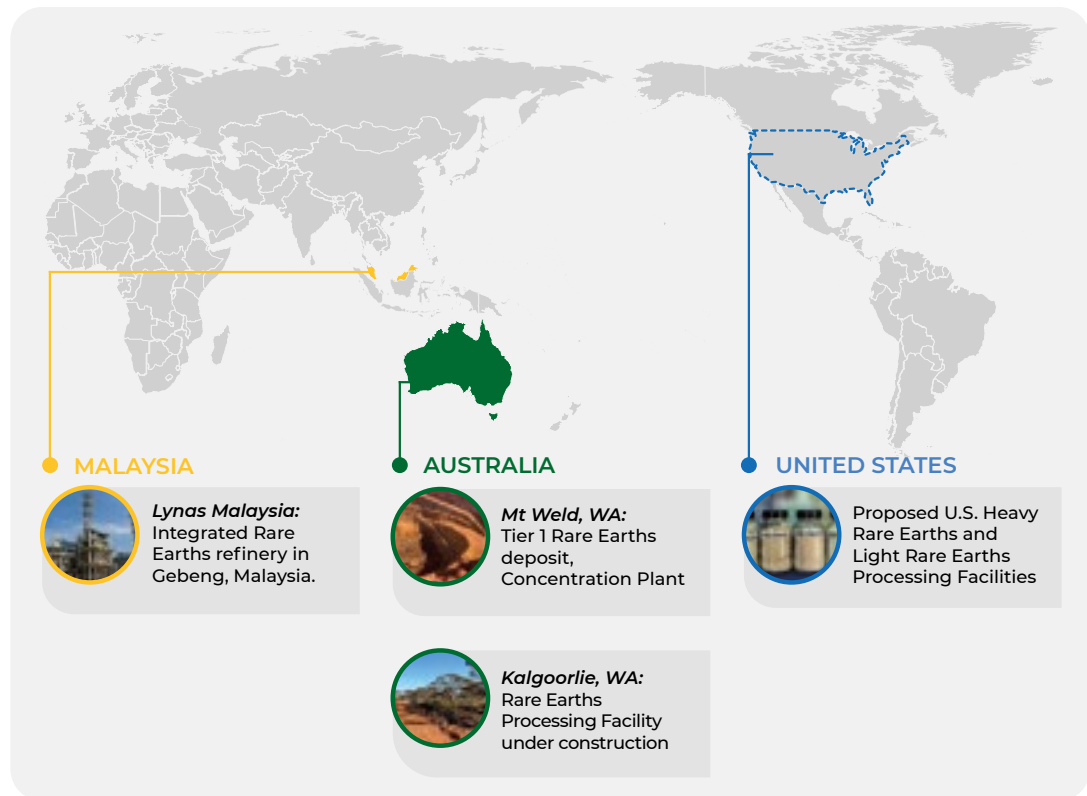 MALAYSIA
Lynas Malaysia:
Integrated Rare
Earths refinery in
Gebeng, Malaysia.
AUSTRALIA
Mt Weld, WA:
Tier 1 Rare Earths
deposit,
Concentration Plant
Kalgoorlie, WA:
Rare Earths
Processing Facility
under construction
UNITED STATES
Proposed U.S. Heavy
Rare Earths and
Light Rare Earths
Processing Facilities